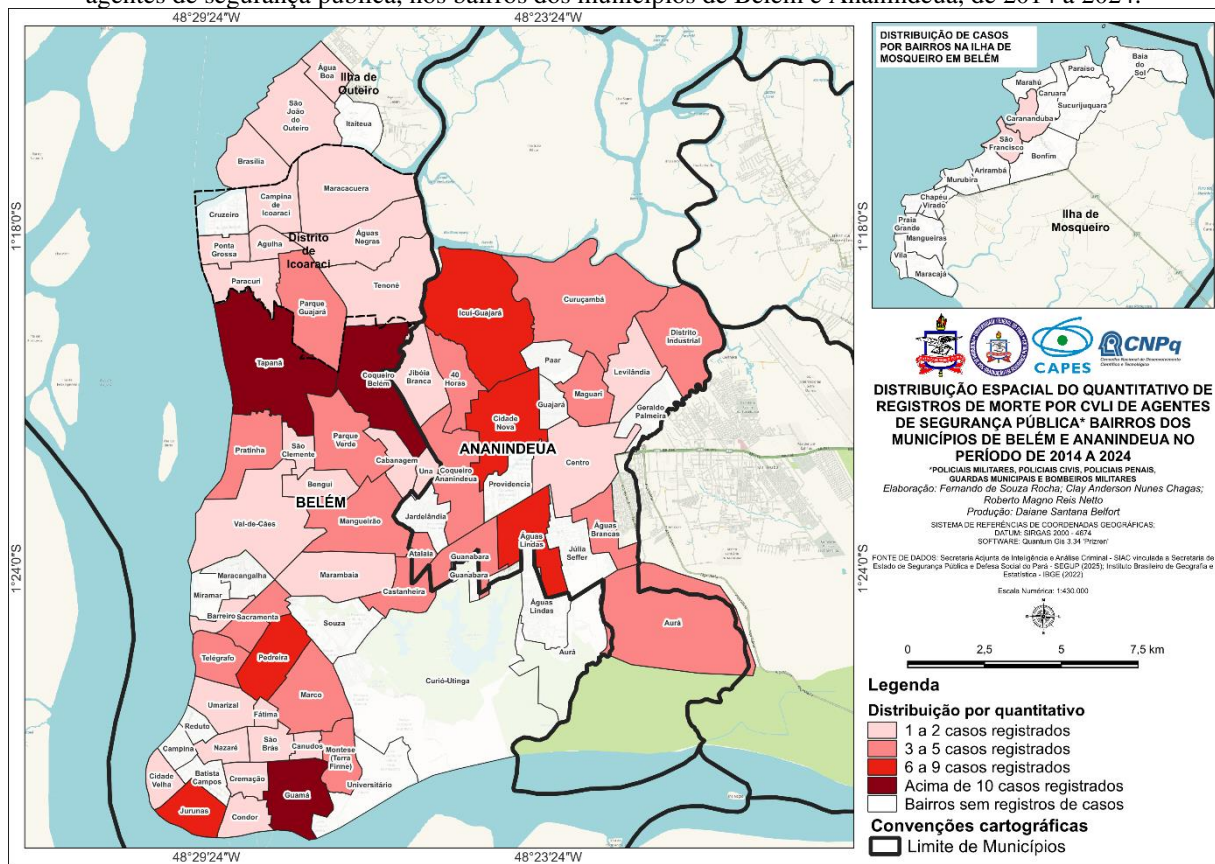 agentes de segurança pública, nos bairros dos municípios de Belém e Ananindeua, de 2014 a 2024.
48°29'24"W
48°23'24"W
1°18'0"S
1°24'0"S
1°18'0"S
1°24'0"S
48°29'24"W
48°23'24"W
Água
Boa
Ilha de
Outeiro
São
João
do
Outeiro
Itaiteua
Brasília
Maracacuera
Cruzeiro
Campina
de
Icoaraci
Ponta
Grossa
Agulha
Distrito
de
Icoaraci
Águas
Negras
Paracuri
Tenoné
Parque
Guajará
Tapanã
Coqueiro
Belém
Icuí-Guajará
Curuçambá
Distrito
Industrial
Jibóia
Branca
40
Horas
Paar
Levilândia
Maguari
Guajará
Geraldo
Palmeira
Cidade
Nova
ANANINDEUA
Pratinha
São
Clemente
Parque
Verde
Cabanagem
Una
Coqueiro
Ananindeua
Centro
Providencia
Bengui
BELÉM
Val-de-Cães
Mangueirão
Jardelândia
Águas
Lindas
Águas
Brancas
Júlia
Seffer
Atalaia
Guanabara
Guanabara
Maracangalha
Marambaia
Castanheira
Miramar
Barreiro
Sacramenta
Souza
Águas
Lindas
Aurá
Aurá
Telégrafo
Pedreira
Curió-Utinga
Marco
Umarizal
Fátima
Reduto
Campina
Nazaré
São
Brás
Canudos
Montese
(Terra
Firme)
Cidade
Velha
Batista
Campos
Cremação
Universitário
Guamá
Jurunas
Condor
DISTRIBUIÇÃO DE CASOS
POR BAIRROS NA ILHA DE
MOSQUEIRO EM BELÉM
Baia
do
Sol
Paraíso
Marahú
Caruara
Sucurijuquara
Carananduba
São
Francisco
Bonfim
Ariramba
Murubira
Chapéu
Virado
Ilha de
Mosqueiro
Praia
Grande
Mangueiras
Vila
Maracajá
CAPES
CNPq
Conselho Nacional de Desenvolvimento
Científico e Tecnológico
DISTRIBUIÇÃO ESPACIAL DO QUANTITATIVO DE
REGISTROS DE MORTE POR CVLI DE AGENTES
DE SEGURANÇA PÚBLICA* BAIRROS DOS
MUNICÍPIOS DE BELÉM E ANANINDEUA NO
PERÍODO DE 2014 A 2024
*POLICIAIS MILITARES, POLICIAIS CIVIS, POLICIAIS PENAIS,
GUARDAS MUNICIPAIS E BOMBEIROS MILITARES
Elaboração: Fernando de Souza Rocha; Clay Anderson Nunes Chagas;
Roberto Magno Reis Netto
Produção: Daiane Santana Belfort
SISTEMA DE REFERÊNCIAS DE COORDENADAS GEOGRÁFICAS:
DATUM: SIRGAS 2000 - 4674
SOFTWARE: Quantum Gis 3.34 'Prizren'
FONTE DE DADOS: Secretaria Adjunta de Inteligência e Análise Criminal - SIAC vinculada a Secretaria de
Estado de Segurança Pública e Defesa Social do Pará - SEGUP (2025); Instituto Brasileiro de Geografia e
Estatística - IBGE (2022)
Escala Numérica: 1:430.000
0 2,5 5 7,5 km
Legenda
Distribuição por quantitativo
1 a 2 casos registrados
3 a 5 casos registrados
6 a 9 casos registrados
Acima de 10 casos registrados
Bairros sem registros de casos
Convenções cartográficas
Limite de Municípios